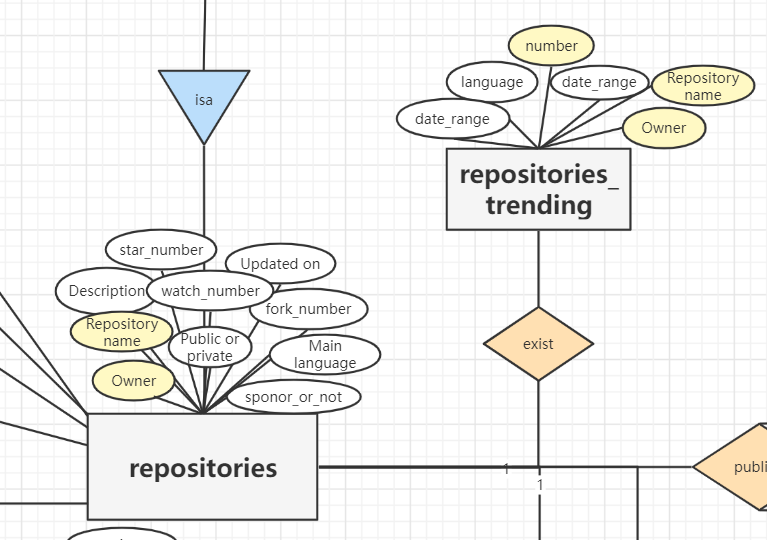 number
language
date_range
Repository
name
date_range
Owner
isa
repositories_
trending
star_number
Updated on
Description
watch_number
fork_number
Repository
name
Public or
private
Main
language
Owner
sponor_or_not
exist
repositories
1
1
publi